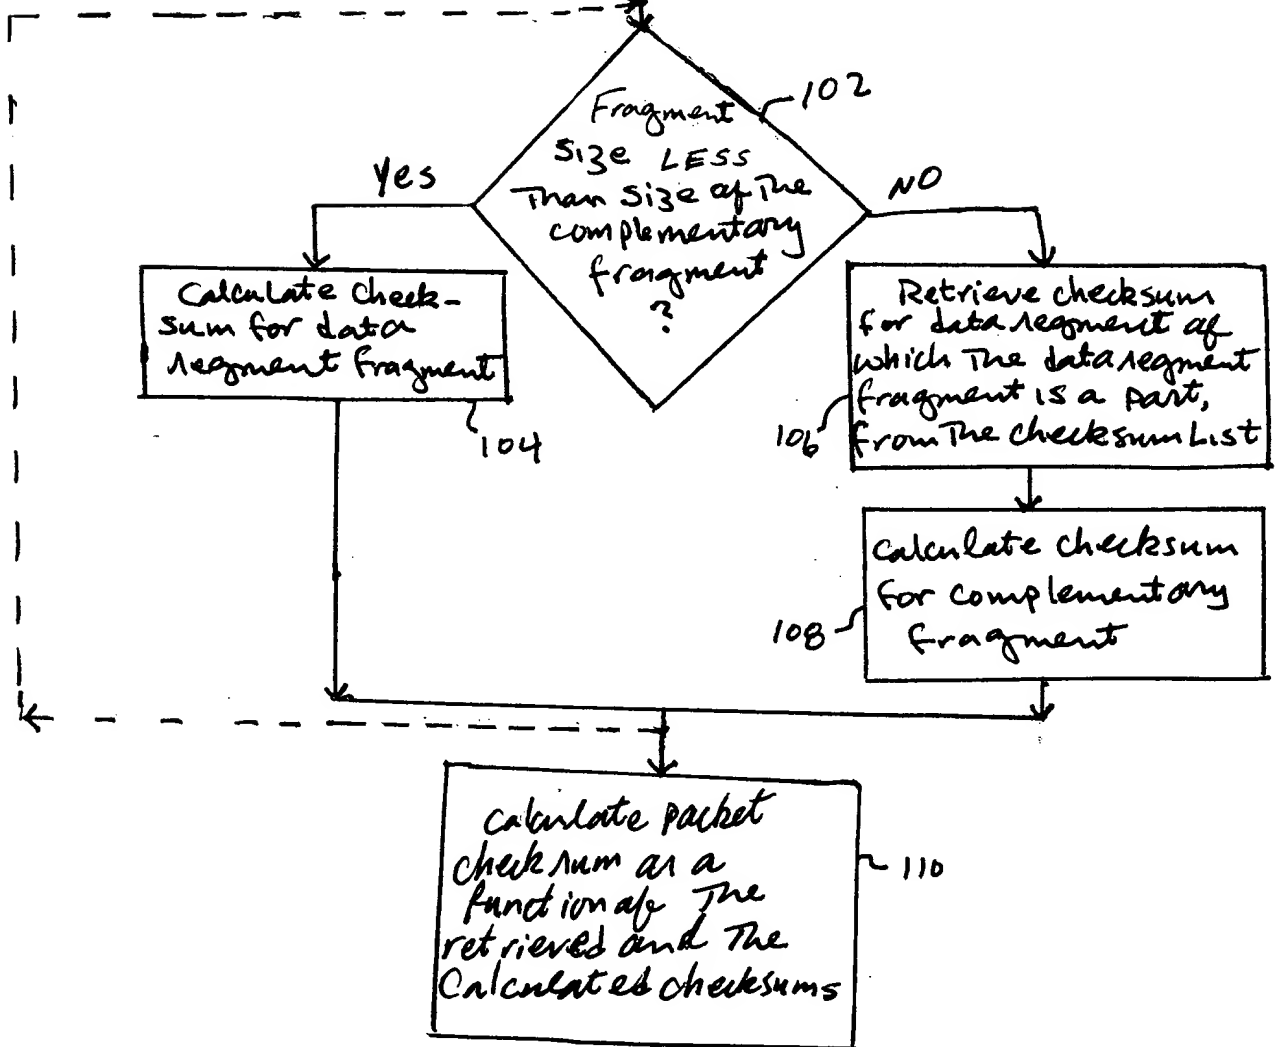 102
Fragment
Size LESS
Than size of The
complementary
fragment
?
Yes
NO
Calculate Check-
sum for data
segment fragment
104
Retrieve checksum
for data segment of
which The data segment
fragment is a part,
from The checksum List
106
Calculate checksum
for complementary
fragment
108
Calculate packet
checksum as a
function of The
retrieved and The
Calculated checksums
110